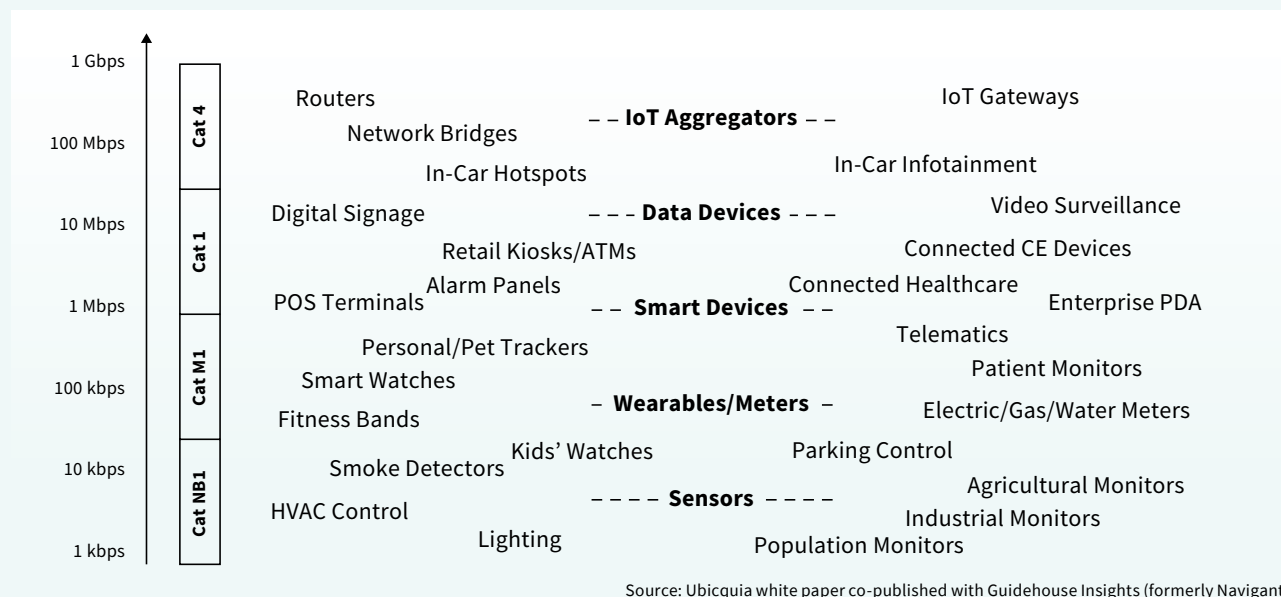 1 Gbps
100 Mbps
10 Mbps
1 Mbps
100 kbps
10 kbps
1 kbps
Cat 4
Cat 1
Cat M1
Cat NB1
Routers
IoT Gateways
– – IoT Aggregators – –
Network Bridges
In-Car Hotspots
In-Car Infotainment
Digital Signage
– – – Data Devices – – –
Video Surveillance
Retail Kiosks/ATMs
Connected CE Devices
Alarm Panels
Connected Healthcare
POS Terminals
– – Smart Devices – –
Enterprise PDA
Telematics
Personal/Pet Trackers
Patient Monitors
Smart Watches
– Wearables/Meters –
Electric/Gas/Water Meters
Fitness Bands
Kids’ Watches
Parking Control
Smoke Detectors
Agricultural Monitors
– – – – Sensors – – – –
HVAC Control
Industrial Monitors
Lighting
Population Monitors
Source: Ubicquia white paper co-published with Guidehouse Insights (formerly Navigant